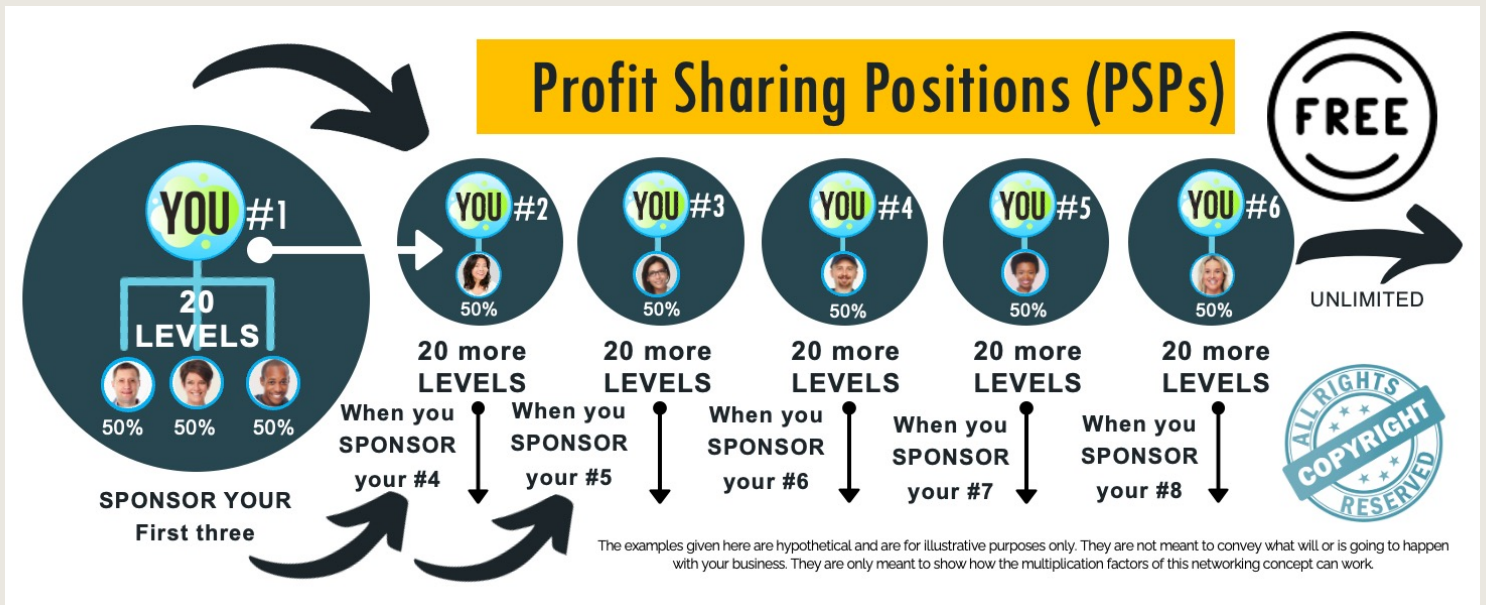 Profit Sharing Positions (PSPs)
FREE
YOU #1
20
LEVELS
50% 50% 50%
SPONSOR YOUR
First three
YOU #2
50%
20 more
LEVELS
When you
SPONSOR
your #4
YOU #3
50%
20 more
LEVELS
When you
SPONSOR
your #5
YOU #4
50%
20 more
LEVELS
When you
SPONSOR
your #6
YOU #5
50%
20 more
LEVELS
When you
SPONSOR
your #7
YOU #6
50%
20 more
LEVELS
When you
SPONSOR
your #8
UNLIMITED
ALL RIGHTS
COPYRIGHT
RESERVED
The examples given here are hypothetical and are for illustrative purposes only. They are not meant to convey what will or is going to happen
with your business. They are only meant to show how the multiplication factors of this networking concept can work.